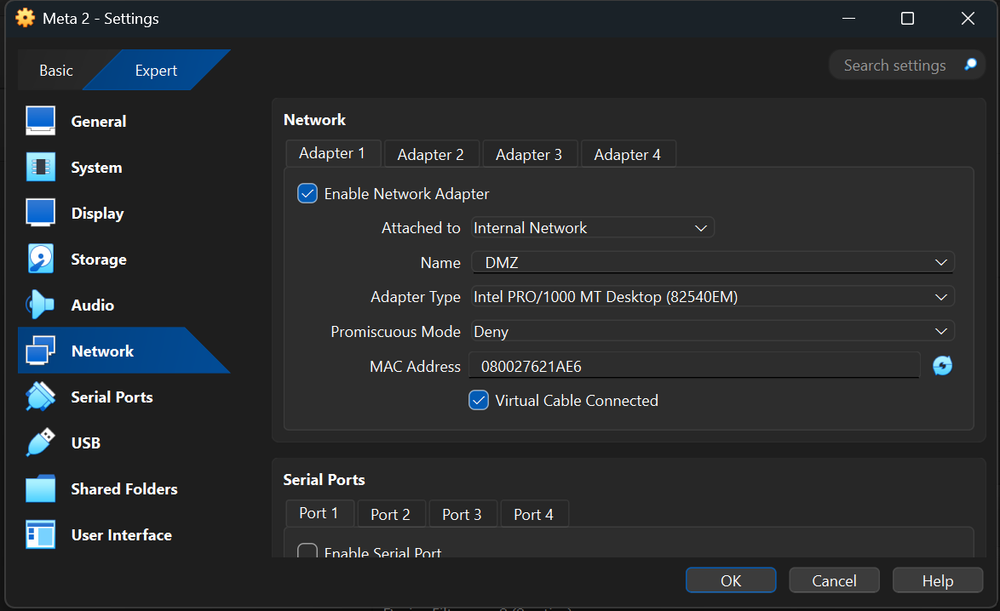 Meta 2 - Settings
Basic
Expert
Search settings
General
System
Display
Storage
Audio
Network
Serial Ports
USB
Shared Folders
User Interface
Network
Adapter 1
Adapter 2
Adapter 3
Adapter 4
Enable Network Adapter
Attached to Internal Network
Name DMZ
Adapter Type Intel PRO/1000 MT Desktop (82540EM)
Promiscuous Mode Deny
MAC Address 080027621AE6
Virtual Cable Connected
Serial Ports
Port 1
Port 2
Port 3
Port 4
Enable Serial Port
OK
Cancel
Help